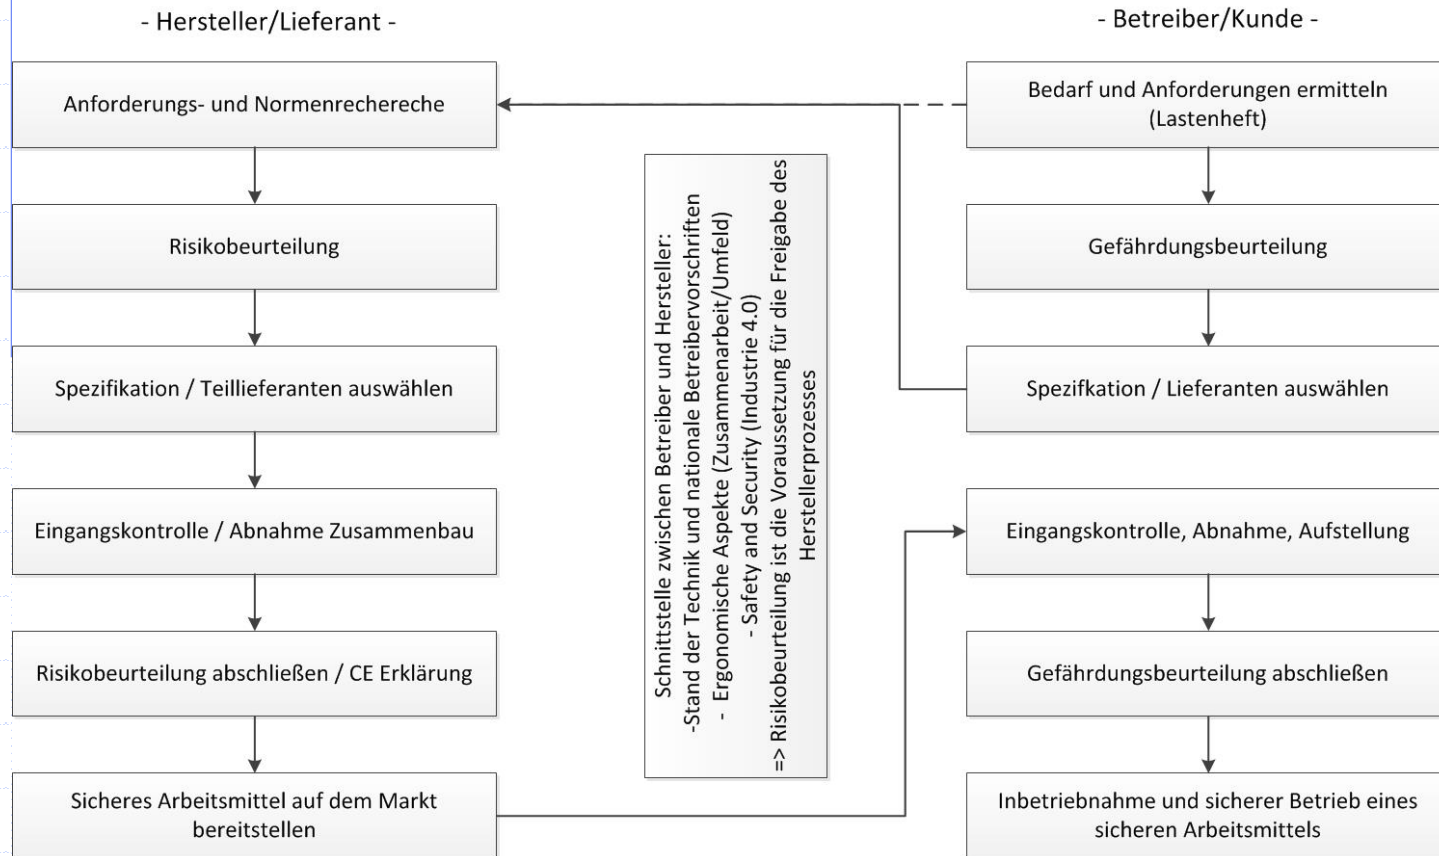 - Hersteller/Lieferant -
Anforderungs- und Normenrechereche
Risikobeurteilung
Spezifikation / Teillieferanten auswählen
Eingangskontrolle / Abnahme Zusammenbau
Risikobeurteilung abschließen / CE Erklärung
Sicheres Arbeitsmittel auf dem Markt
bereitstellen
Schnittstelle zwischen Betreiber und Hersteller:
-Stand der Technik und nationale Betreibervorschriften
- Ergonomische Aspekte (Zusammenarbeit/Umfeld)
- Safety and Security (Industrie 4.0)
=> Risikobeurteilung ist die Voraussetzung für die Freigabe des
Herstellerprozesses
- Betreiber/Kunde -
Bedarf und Anforderungen ermitteln
(Lastenheft)
Gefährdungsbeurteilung
Spezifkation / Lieferanten auswählen
Eingangskontrolle, Abnahme, Aufstellung
Gefährdungsbeurteilung abschließen
Inbetriebnahme und sicherer Betrieb eines
sicheren Arbeitsmittels